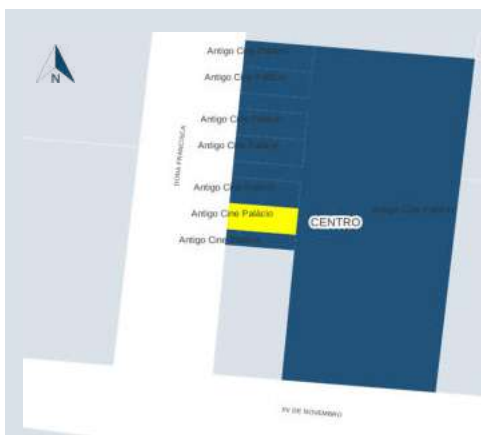 Antigo Cine Palácio
Antigo Cine Palácio
N
Antigo Cine Palácio
DONA FRANCISCA
Antigo Cine Palácio
Antigo Cine Palácio
Antigo Cine Palácio
Antigo Cine Palácio
CENTRO
Antigo Cine Palácio
XV DE NOVEMBRO